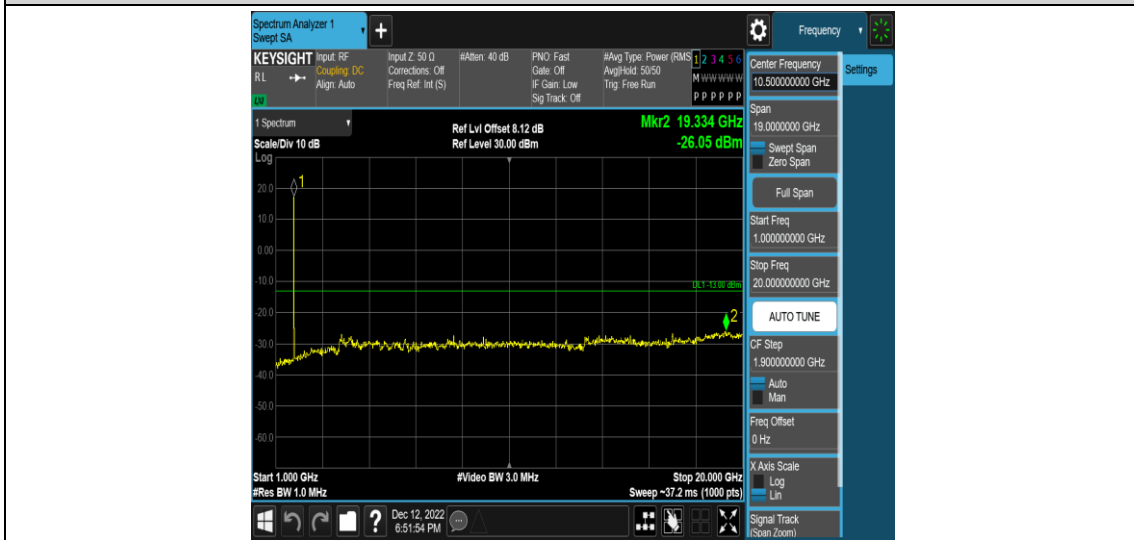 Spectrum Analyzer 1
Swept SA
+
Frequency
KEYSIGHT
RL
LXI
Input: RF
Coupling: DC
Align: Auto
Input Z: 50 Ω
Corrections: Off
Freq Ref: Int (S)
#Atten: 40 dB
PNO: Fast
Gate: Off
IF Gain: Low
Sig Track: Off
#Avg Type: Power (RMS
Avg|Hold: 50/50
Trig: Free Run
1 2 3 4 5 6
M W W W W W
P P P P P P
1 Spectrum
Scale/Div 10 dB
Log
Ref Lvl Offset 8.12 dB
Ref Level 30.00 dBm
Mkr2 19.334 GHz
-26.05 dBm
20.0
10.0
0.00
-10.0
-20.0
-30.0
-40.0
-50.0
-60.0
1
DL1 -13.00 dBm
2
Start 1.000 GHz
#Res BW 1.0 MHz
#Video BW 3.0 MHz
Stop 20.000 GHz
Sweep ~37.2 ms (1000 pts)
?
Dec 12, 2022
6:51:54 PM
Center Frequency
10.500000000 GHz
Span
19.0000000 GHz
Swept Span
Zero Span
Full Span
Start Freq
1.000000000 GHz
Stop Freq
20.000000000 GHz
AUTO TUNE
CF Step
1.900000000 GHz
Auto
Man
Freq Offset
0 Hz
X Axis Scale
Log
Lin
Signal Track
(Span Zoom)
Settings